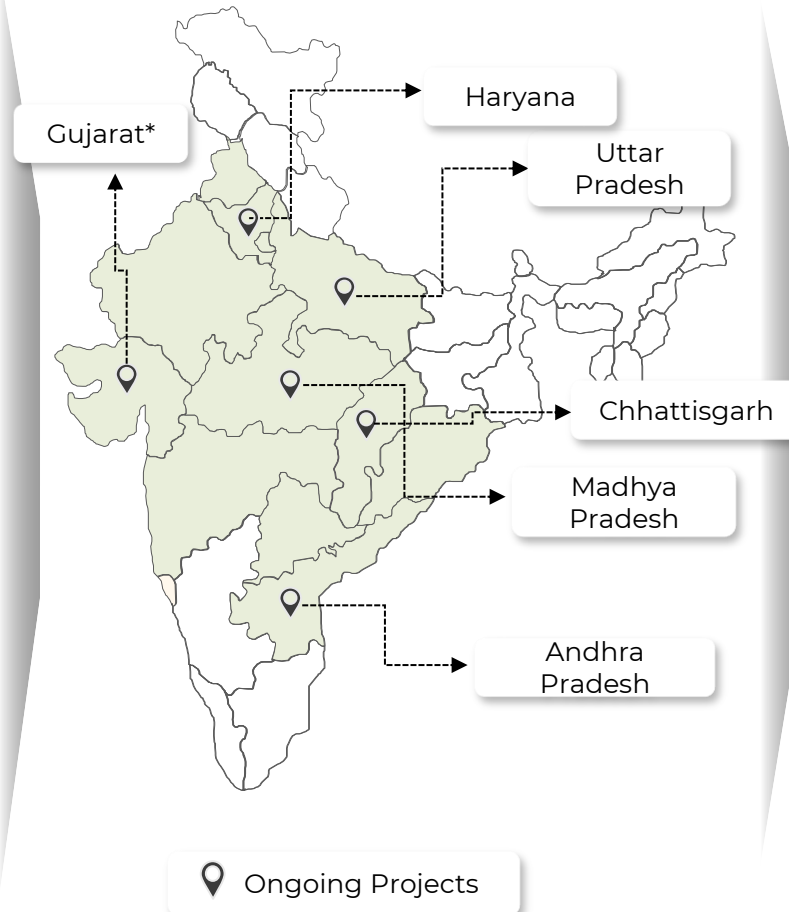 Haryana
Gujarat*
Uttar
Pradesh
Chhattisgarh
Madhya
Pradesh
Andhra
Pradesh
Ongoing Projects